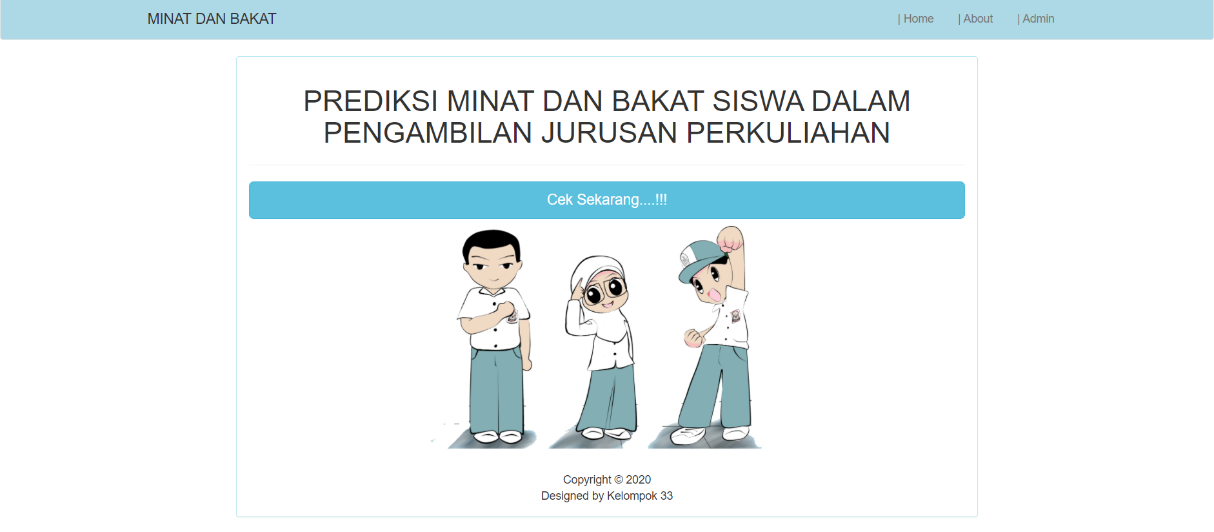 MINAT DAN BAKAT
| Home
| About
| Admin
PREDIKSI MINAT DAN BAKAT SISWA DALAM
PENGAMBILAN JURUSAN PERKULIAHAN
Cek Sekarang....!!!
Copyright © 2020
Designed by Kelompok 33